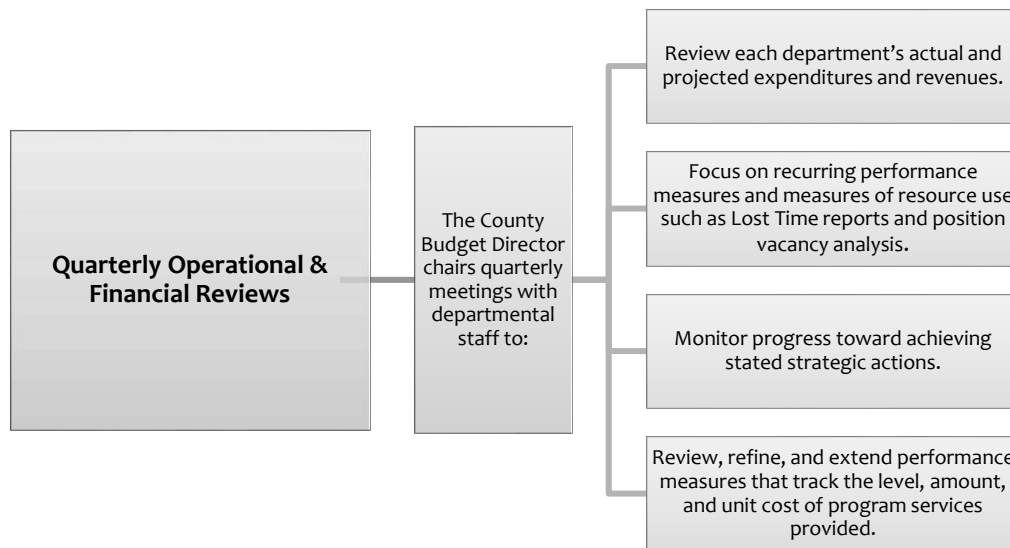 Quarterly Operational &
Financial Reviews
The County
Budget Director
chairs quarterly
meetings with
departmental
staff to:
Review each department’s actual and
projected expenditures and revenues.
Focus on recurring performance
measures and measures of resource use
such as Lost Time reports and position
vacancy analysis.
Monitor progress toward achieving
stated strategic actions.
Review, refine, and extend performance
measures that track the level, amount,
and unit cost of program services
provided.